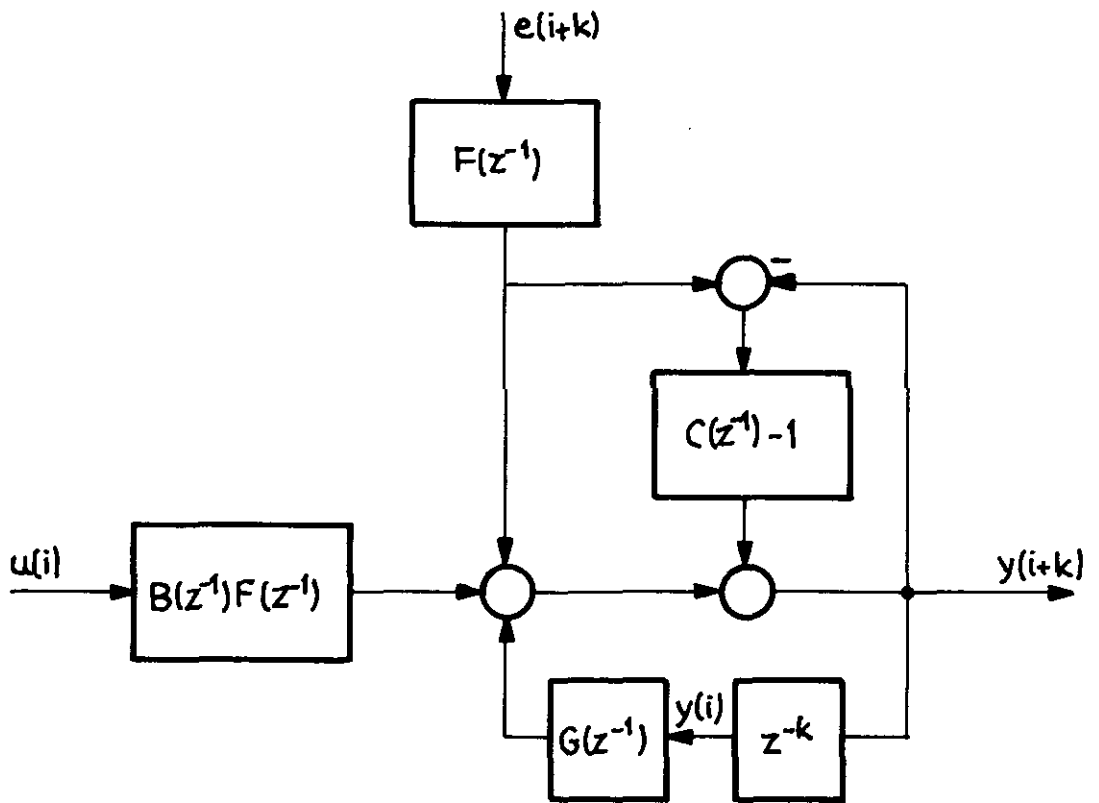 e(i+k)
F(z⁻¹)
-
C(z⁻¹)-1
u(i)
B(z⁻¹)F(z⁻¹)
y(i+k)
G(z⁻¹)
y(i)
z⁻ᵏ